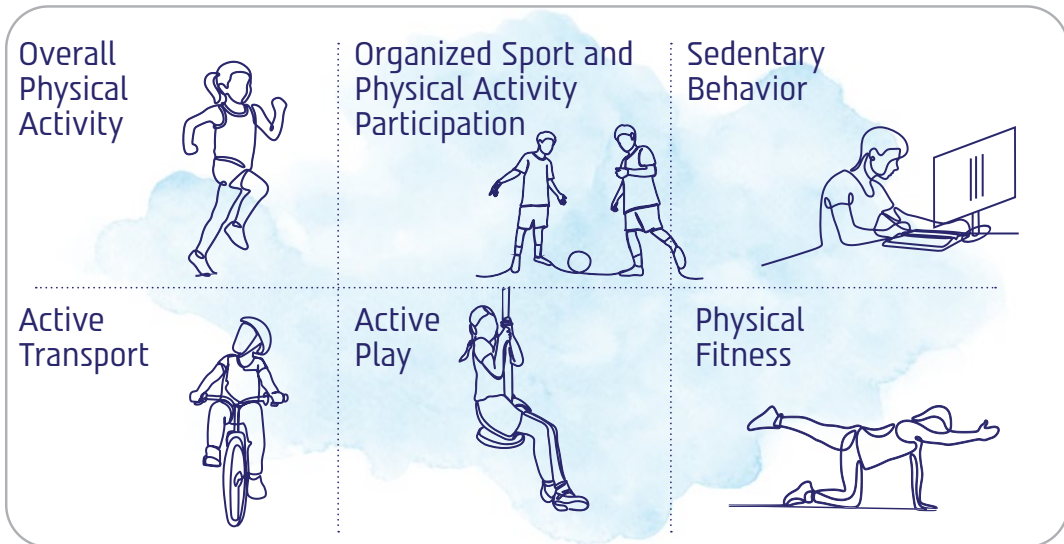 Overall
Physical
Activity
Organized Sport and
Physical Activity
Participation
Sedentary
Behavior
Active
Transport
Active
Play
Physical
Fitness